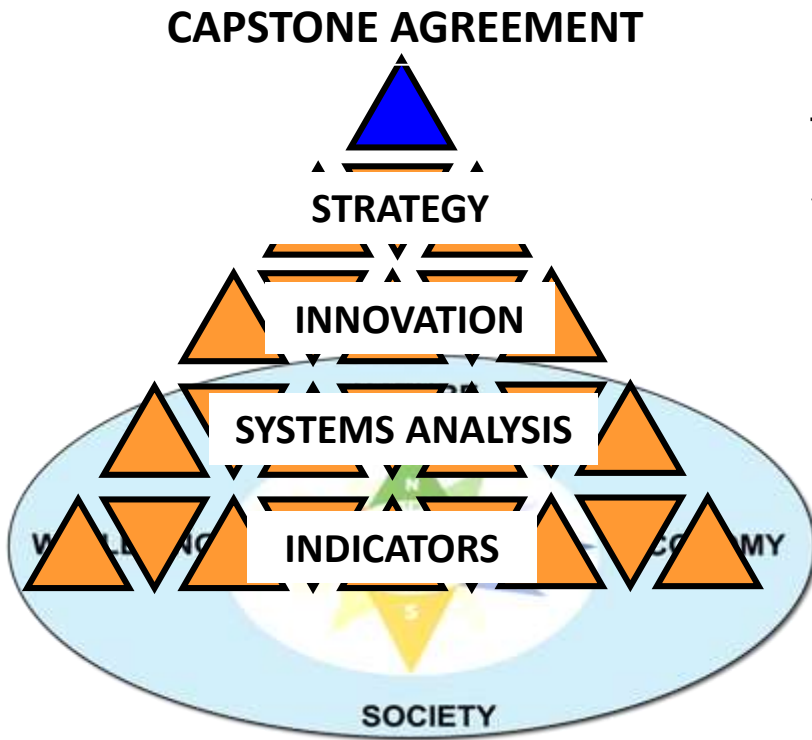 CAPSTONE AGREEMENT
STRATEGY
INNOVATION
SYSTEMS ANALYSIS
N
INDICATORS
S
SOCIETY